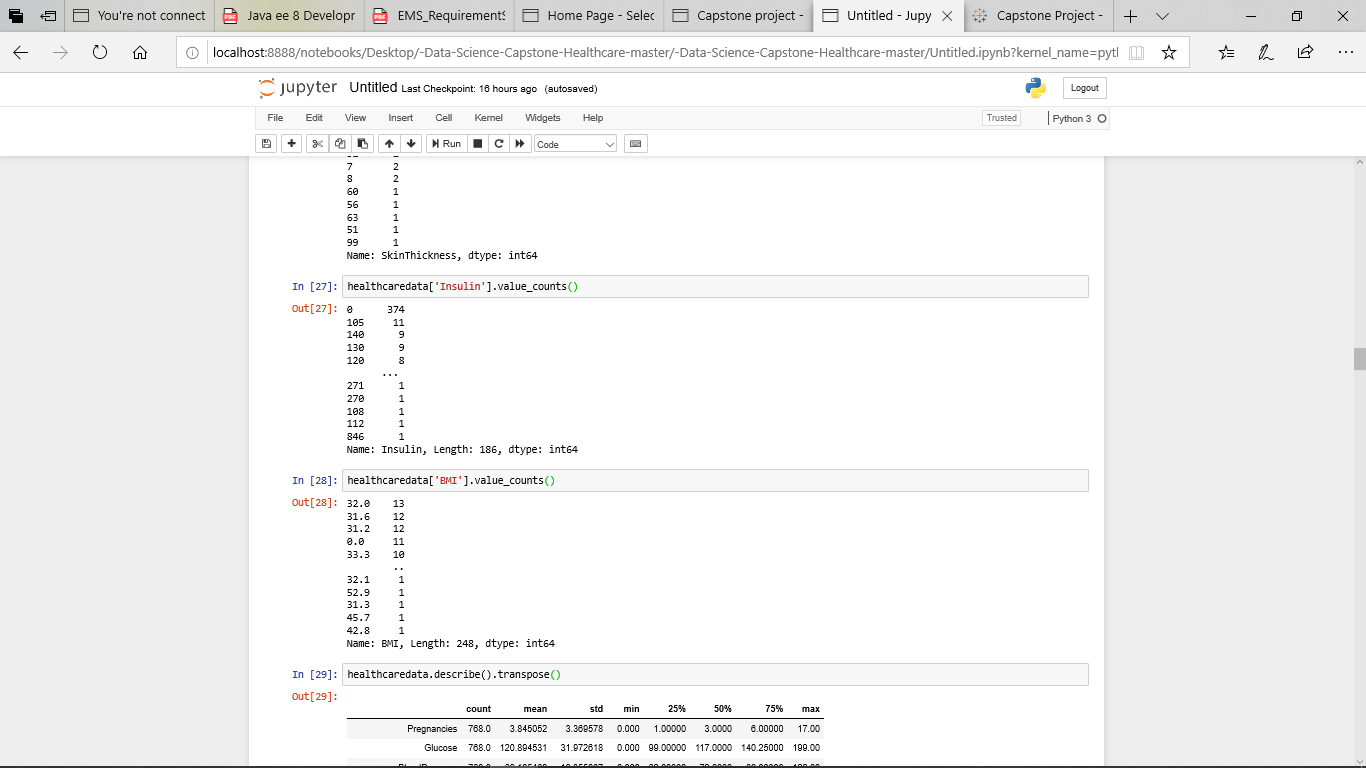 You're not connect
Java ee 8 Developr
EMS_Requirements
Home Page - Selec
Capstone project -
Untitled - Jupy
Capstone Project -
localhost:8888/notebooks/Desktop/-Data-Science-Capstone-Healthcare-master/-Data-Science-Capstone-Healthcare-master/Untitled.ipynb?kernel_name=pytl
jupyter Untitled Last Checkpoint: 16 hours ago (autosaved)
Logout
File Edit View Insert Cell Kernel Widgets Help
Trusted
Python 3
Run
Code
7 2
8 2
60 1
56 1
63 1
51 1
99 1
Name: SkinThickness, dtype: int64
In [27]: healthcaredata['Insulin'].value_counts()
Out[27]: 0 374
105 11
140 9
130 9
120 8
...
271 1
270 1
108 1
112 1
846 1
Name: Insulin, Length: 186, dtype: int64
In [28]: healthcaredata['BMI'].value_counts()
Out[28]: 32.0 13
31.6 12
31.2 12
0.0 11
33.3 10
..
32.1 1
52.9 1
31.3 1
45.7 1
42.8 1
Name: BMI, Length: 248, dtype: int64
In [29]: healthcaredata.describe().transpose()
Out[29]:
count mean std min 25% 50% 75% max
Pregnancies 768.0 3.845052 3.369578 0.000 1.00000 3.0000 6.00000 17.00
Glucose 768.0 120.894531 31.972618 0.000 99.00000 117.0000 140.25000 199.00